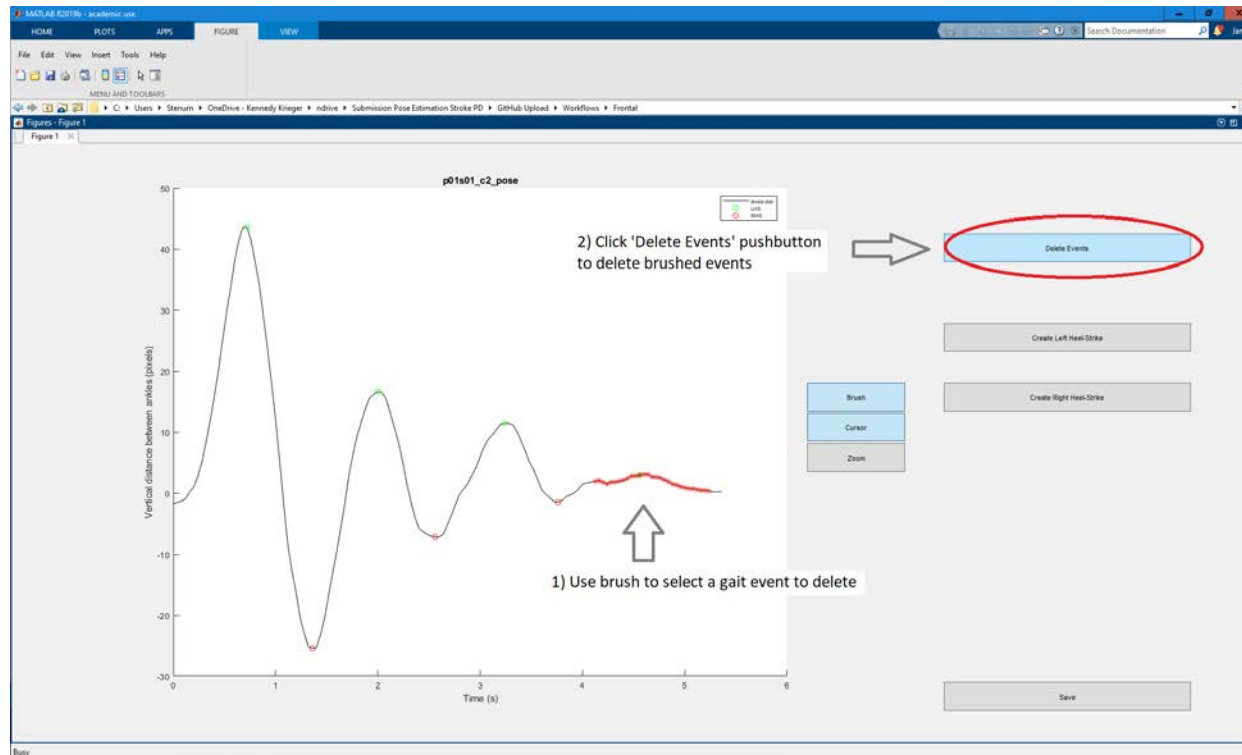 MATLAB R2019b - academic use
HOME PLOTS APPS FIGURE VIEW
Search Documentation
Jan
File Edit View Insert Tools Help
MENU AND TOOLBARS
C: Users Stenum OneDrive - Kennedy Krieger ndrive Submission Pose Estimation Stroke PD GitHub Upload Workflows Frontal
Figures - Figure 1
Figure 1
p01s01_c2_pose
50
40
30
20
10
0
-10
-20
-30
Vertical distance between ankles (pixels)
0 1 2 3 4 5 6
Time (s)
LHS
RHS
2) Click 'Delete Events' pushbutton
to delete brushed events
1) Use brush to select a gait event to delete
Delete Events
Create Left Heel-Strike
Brush
Create Right Heel-Strike
Cursor
Zoom
Save
Busy